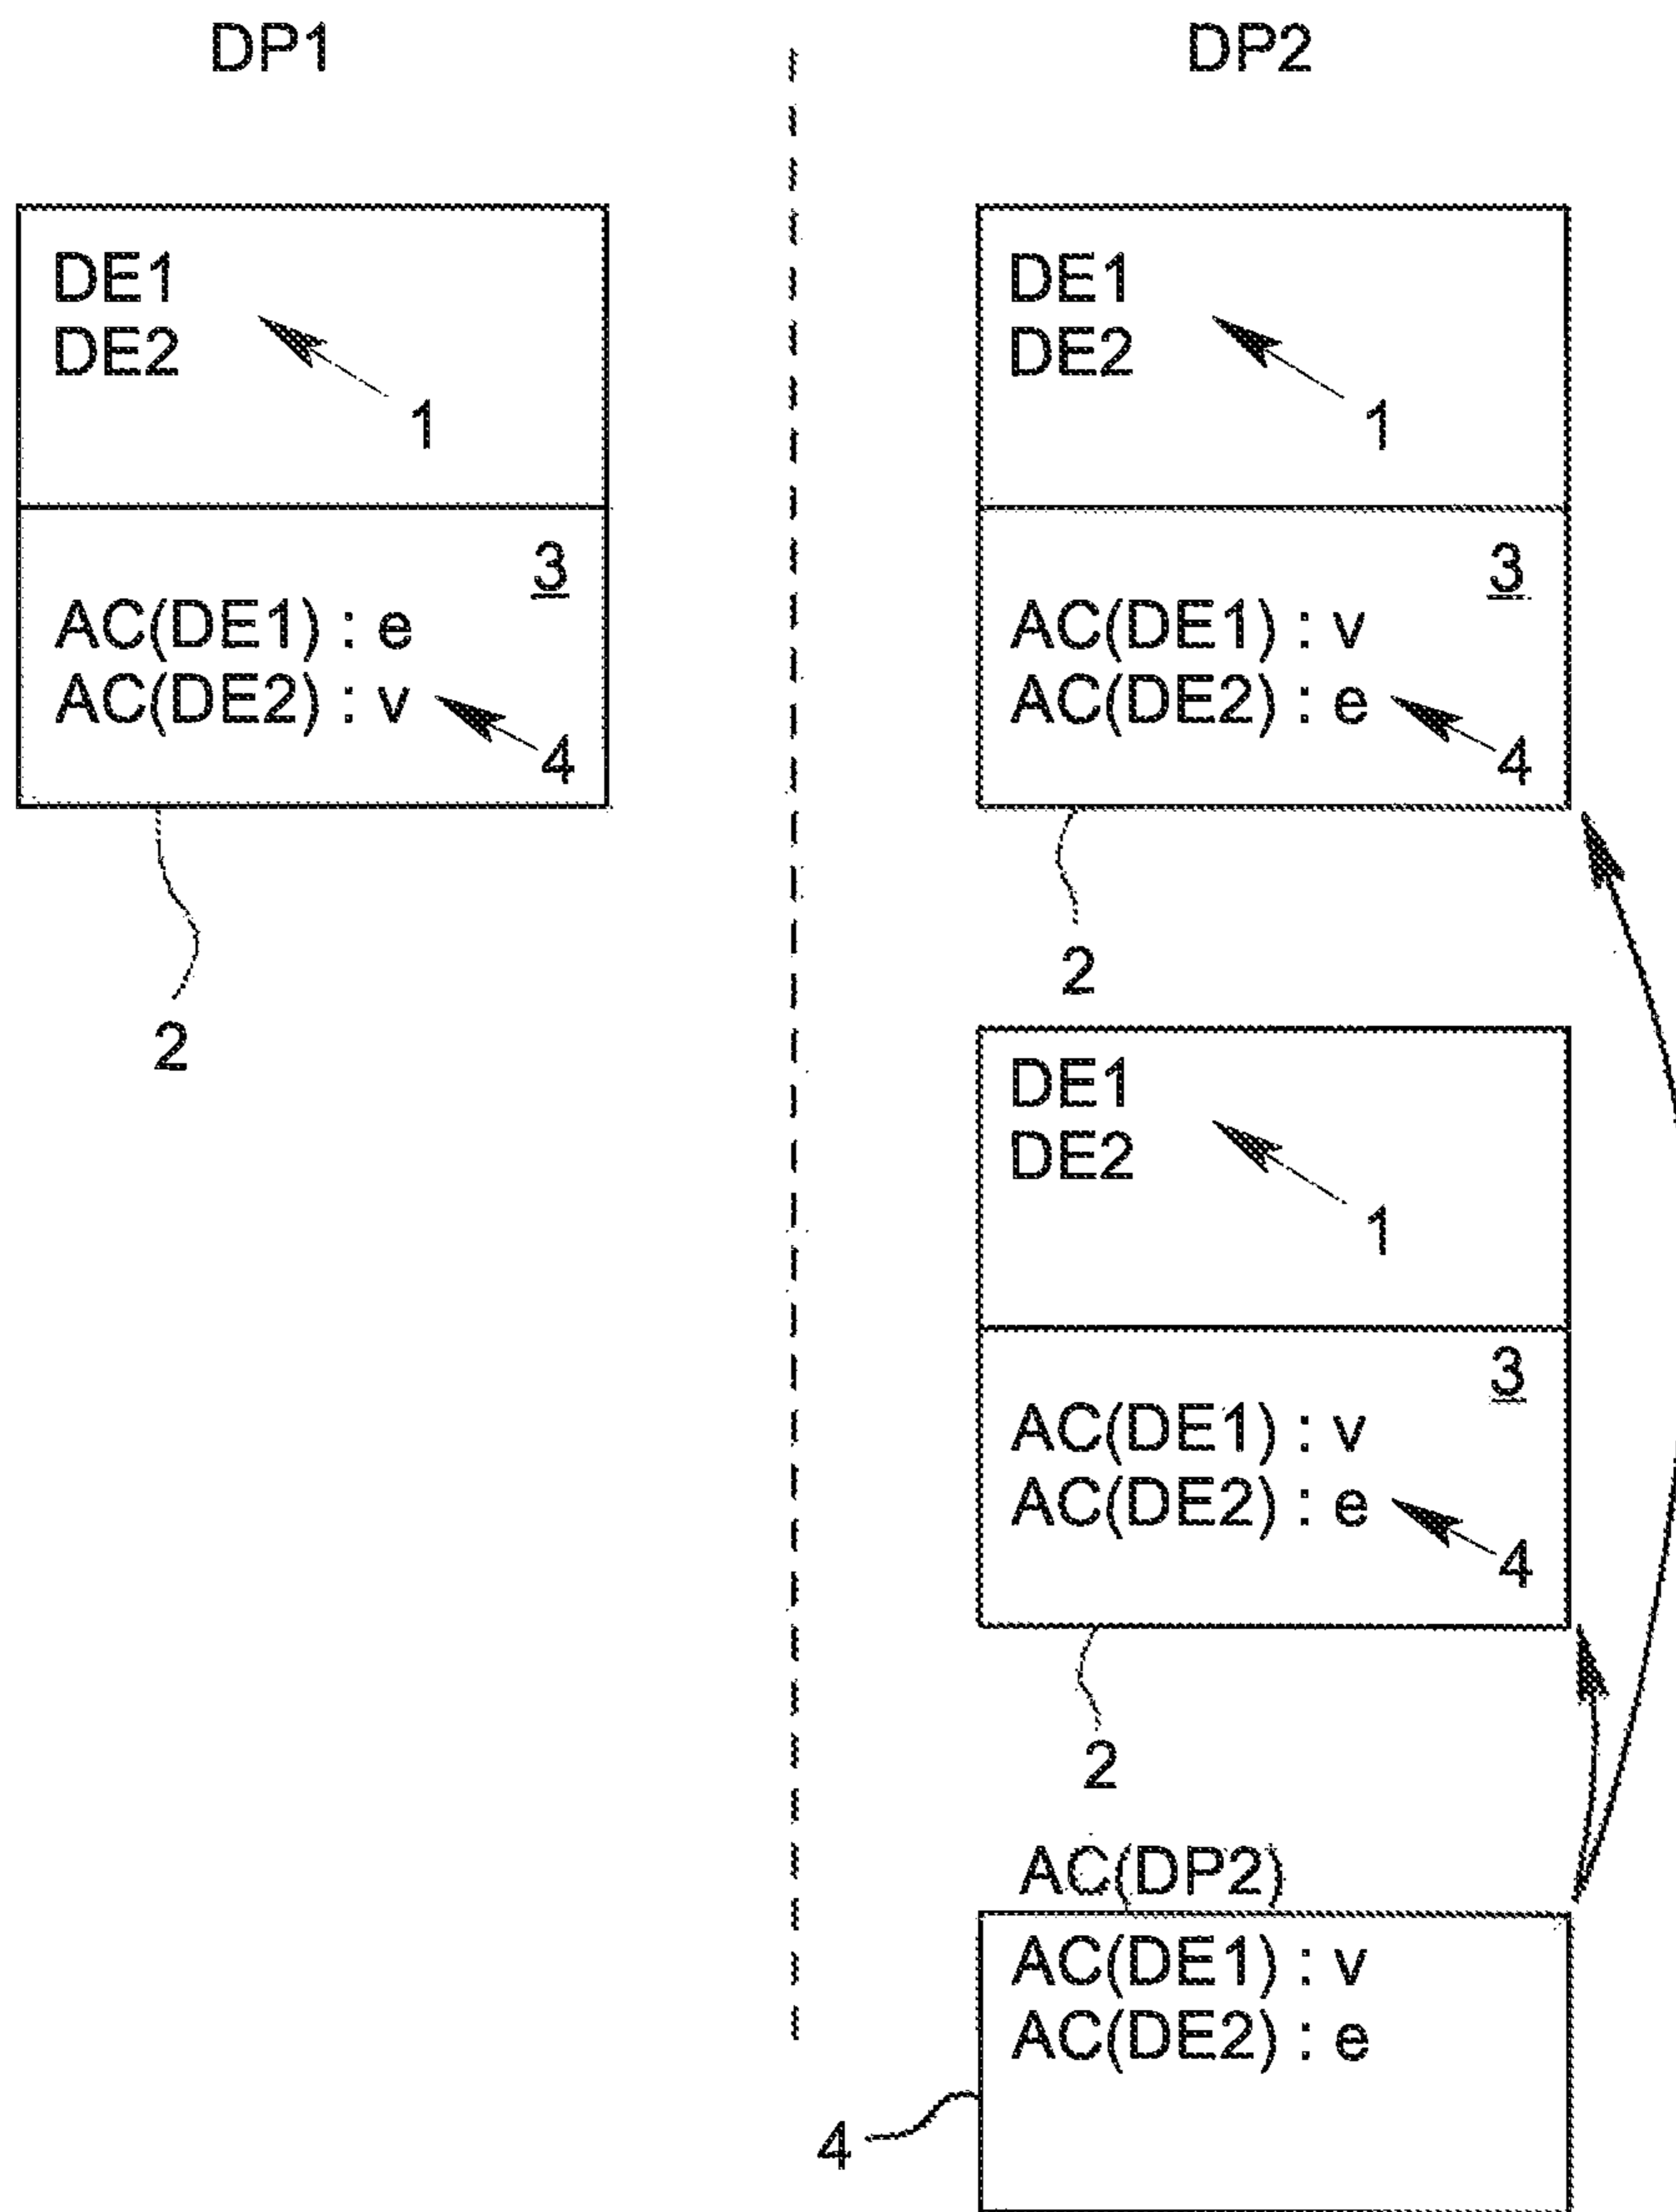 DP1
DE1
DE2
1
3
AC(DE1) : e
AC(DE2) : v
4
2
DP2
DE1
DE2
1
3
AC(DE1) : v
AC(DE2) : e
4
2
DE1
DE2
1
3
AC(DE1) : v
AC(DE2) : e
4
2
AC(DP2)
AC(DE1) : v
AC(DE2) : e
4